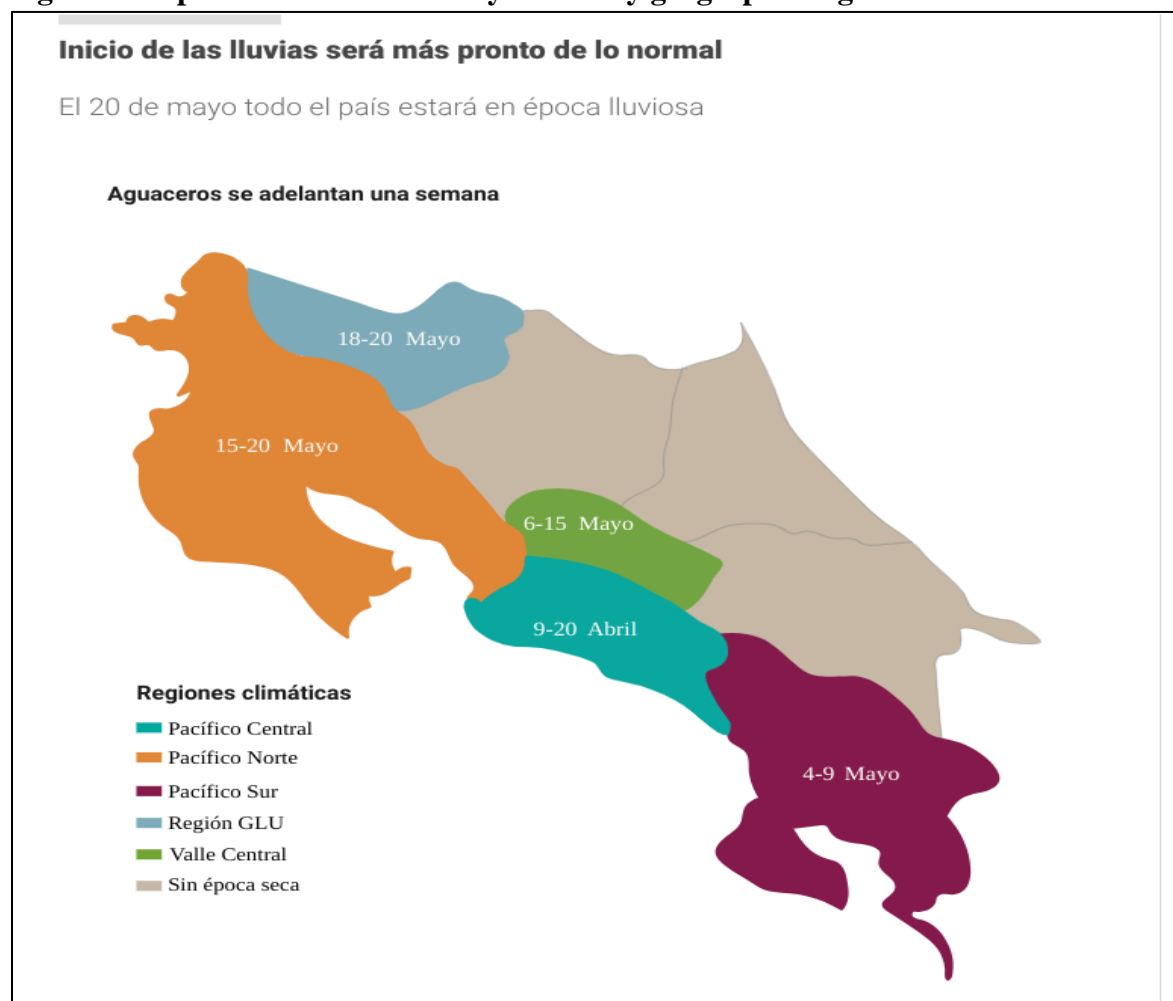 Inicio de las lluvias será más pronto de lo normal
El 20 de mayo todo el país estará en época lluviosa
Aguaceros se adelantan una semana
18-20 Mayo
15-20 Mayo
6-15 Mayo
9-20 Abril
4-9 Mayo
Regiones climáticas
Pacífico Central
Pacífico Norte
Pacífico Sur
Región GLU
Valle Central
Sin época seca